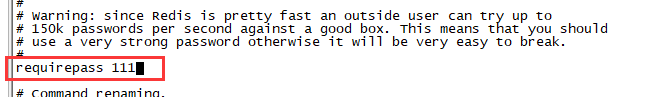 #
# Warning: since Redis is pretty fast an outside user can try up to
# 150k passwords per second against a good box. This means that you should
# use a very strong password otherwise it will be very easy to break.
#
requirepass 111
# Command renaming.